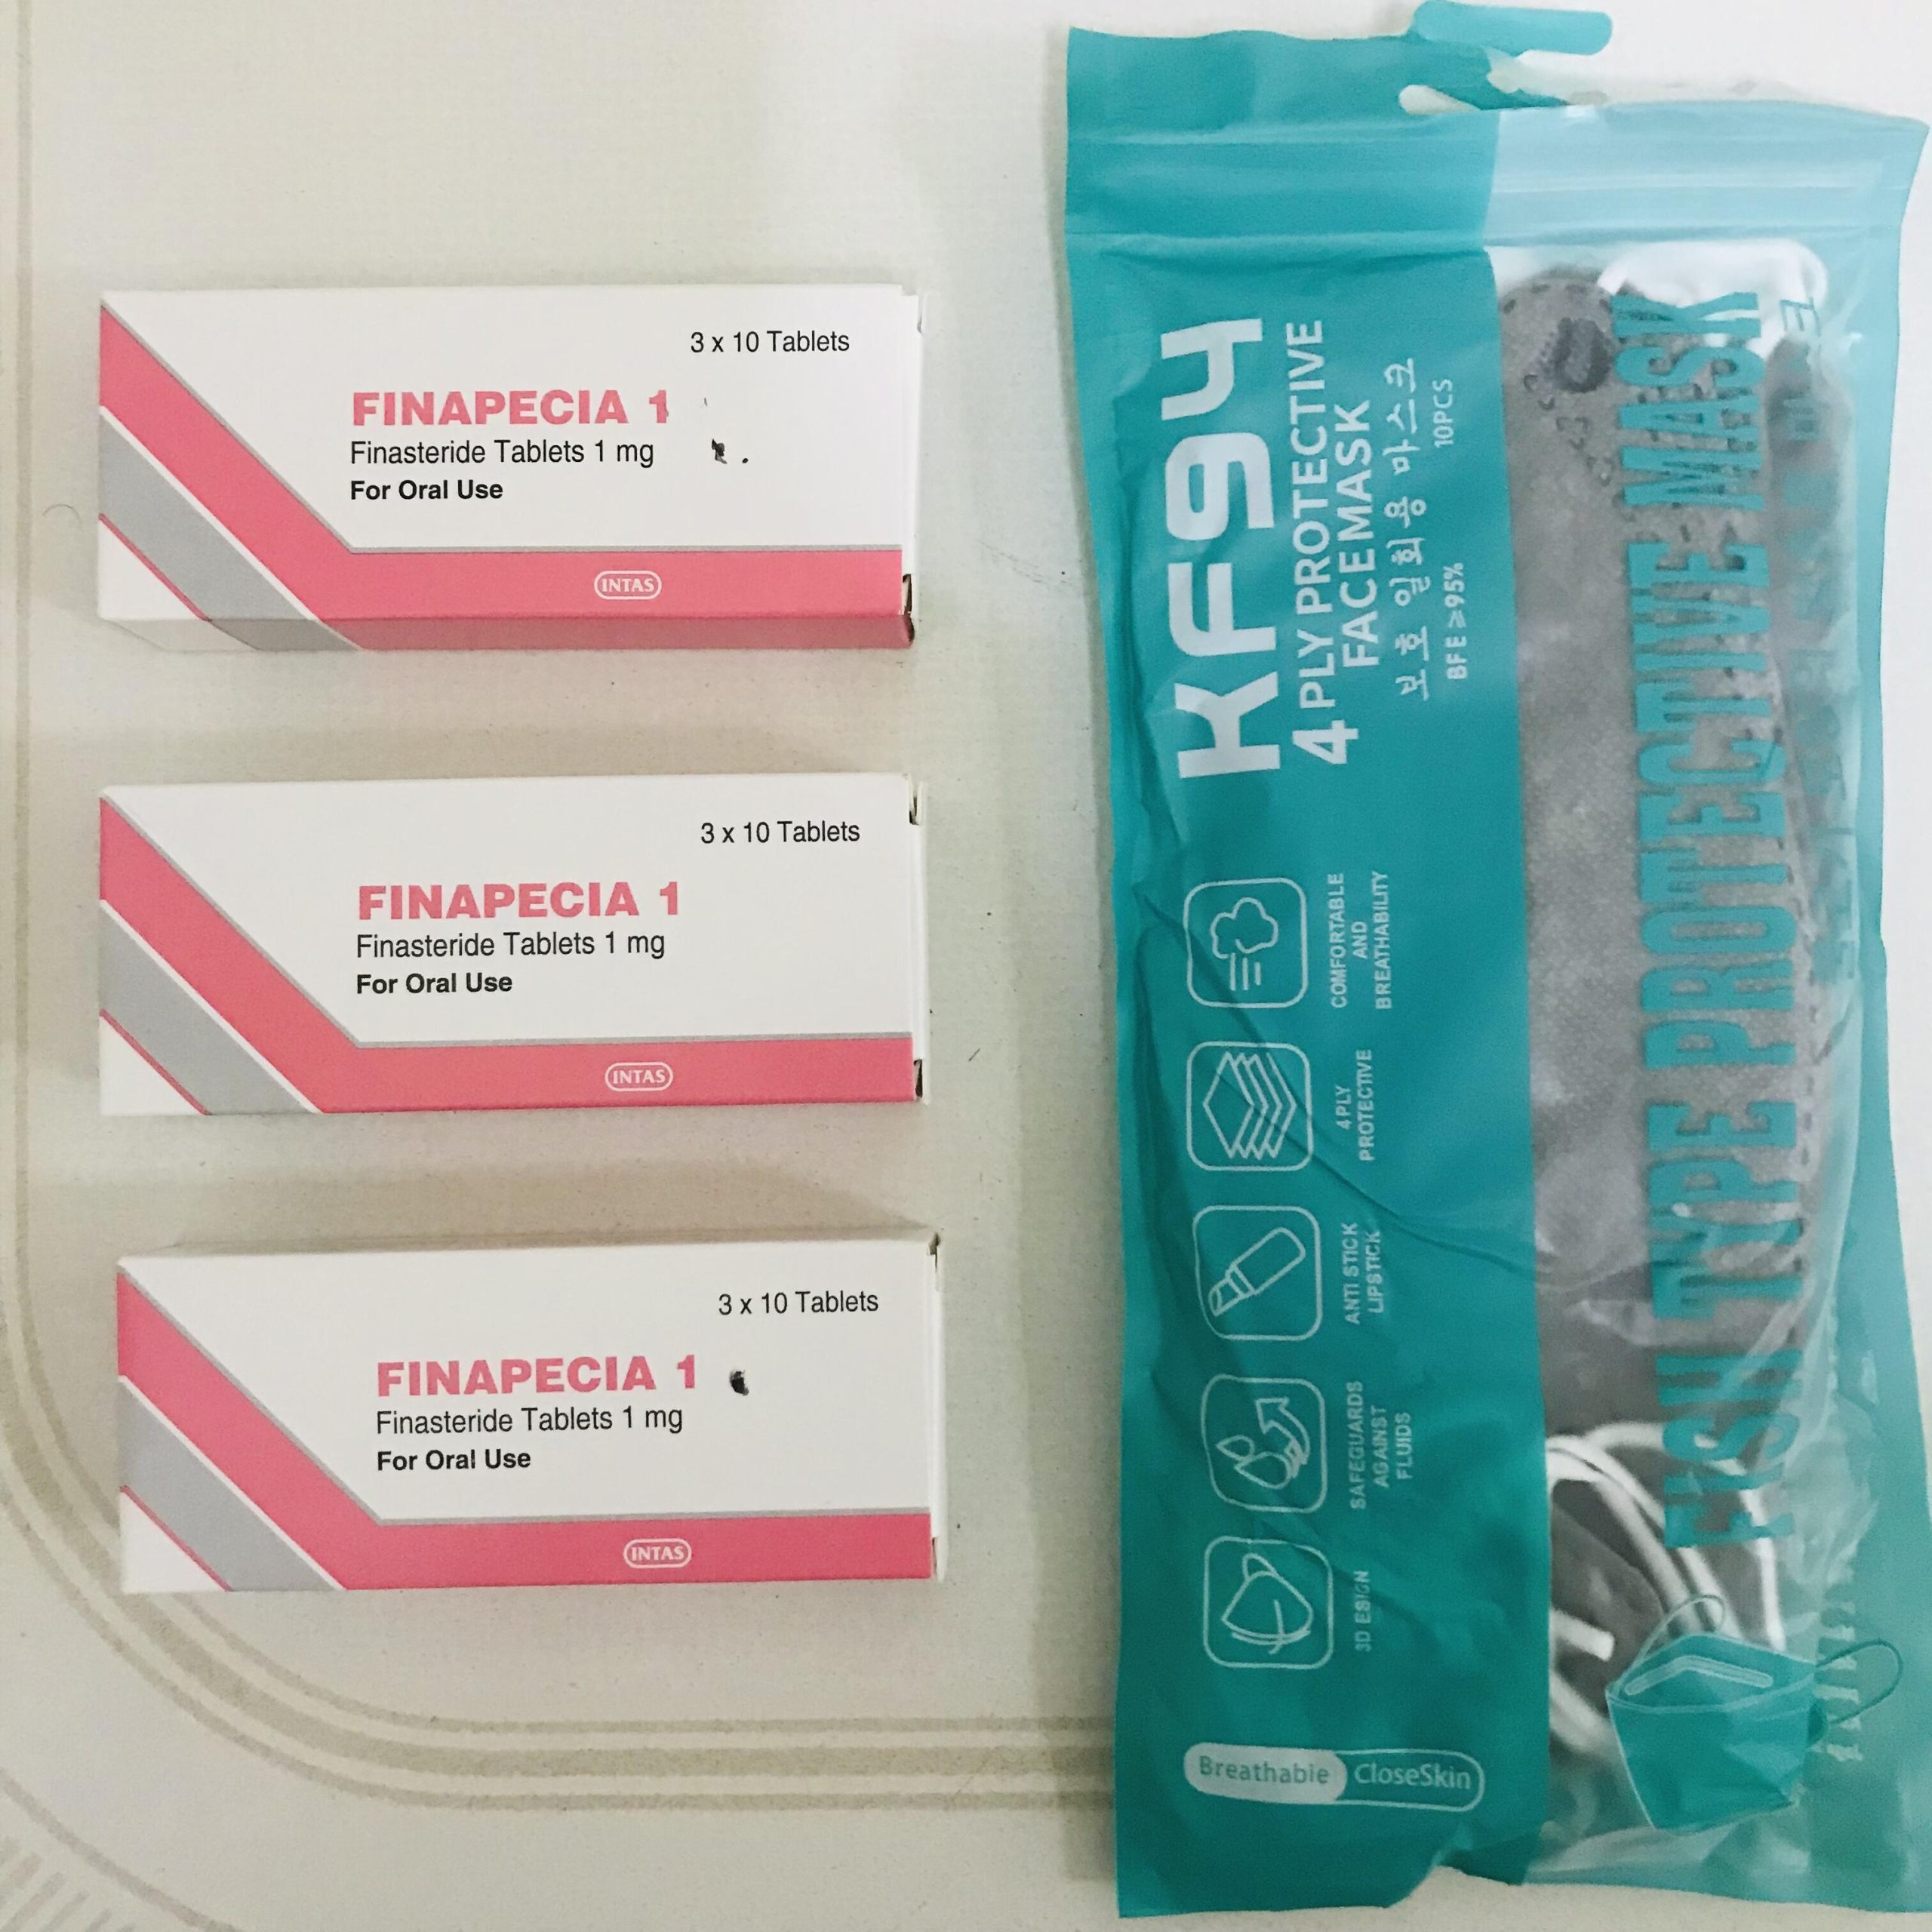 3 x 10 Tablets
FINAPECIA 1
Finasteride Tablets 1 mg
For Oral Use
INTAS
3 x 10 Tablets
FINAPECIA 1
Finasteride Tablets 1 mg
For Oral Use
INTAS
3 x 10 Tablets
FINAPECIA 1
Finasteride Tablets 1 mg
For Oral Use
INTAS
KF94
4 PLY PROTECTIVE
FACE MASK
보호 일회용 마스크
BFE ≥95% 10PCS
3D ESIGN
SAFEGUARDS
AGAINST
FLUIDS
ANTI STICK
LIPSTICK
4PLY
PROTECTIVE
COMFORTABLE
AND
BREATHABILITY
Breathable CloseSkin
FISH TYPE PROTECTIVE MASK